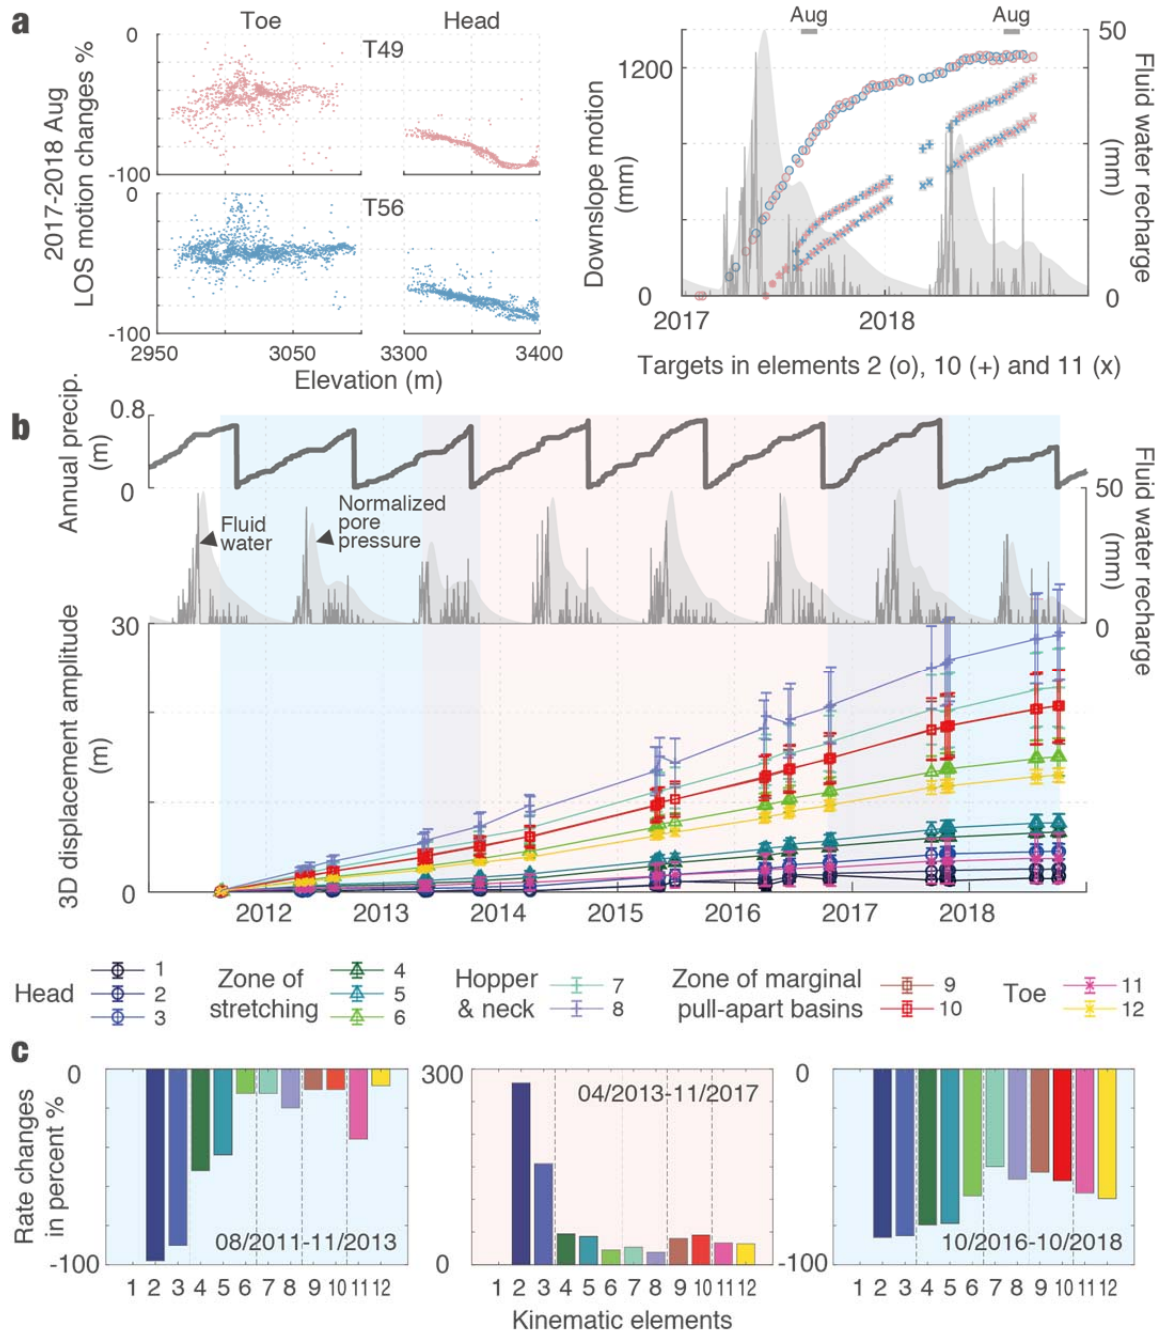 a
Toe
Head
0
-100
T49
0
-100
T56
2017-2018 Aug
LOS motion changes %
2950
3050
3300
3400
Elevation (m)
Aug
Aug
1200
0
Downslope motion
(mm)
50
0
Fluid water recharge
(mm)
2017
2018
Targets in elements 2 (o), 10 (+) and 11 (x)
b
0.8
0
Annual precip.
(m)
Fluid
water
Normalized
pore
pressure
50
0
Fluid water recharge
(mm)
30
0
3D displacement amplitude
(m)
2012
2013
2014
2015
2016
2017
2018
Head
1
2
3
Zone of
stretching
4
5
6
Hopper
& neck
7
8
Zone of marginal
pull-apart basins
9
10
Toe
11
12
c
Rate changes
in percent %
0
-100
08/2011-11/2013
1 2 3 4 5 6 7 8 9 10 11 12
300
0
04/2013-11/2017
1 2 3 4 5 6 7 8 9 10 11 12
0
-100
10/2016-10/2018
1 2 3 4 5 6 7 8 9 10 11 12
Kinematic elements